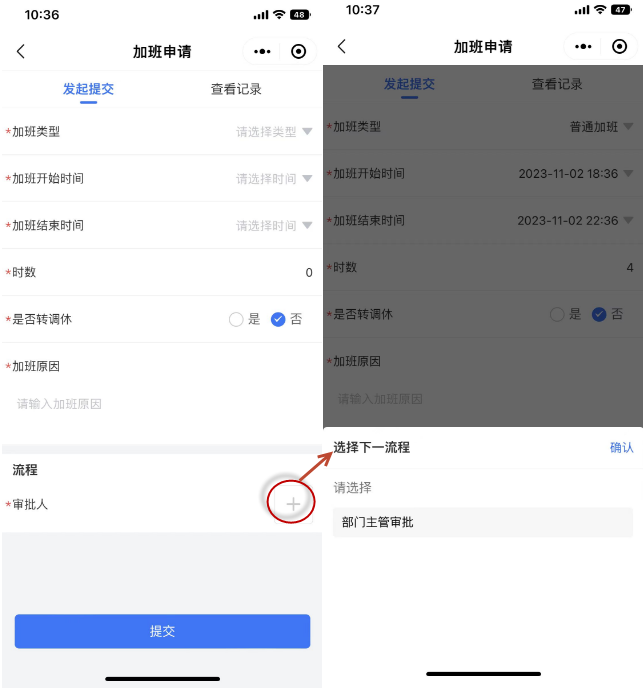 10:36
48
加班申请
发起提交
查看记录
*加班类型
请选择类型
*加班开始时间
请选择时间
*加班结束时间
请选择时间
*时数
0
*是否转调休
是
否
*加班原因
请输入加班原因
流程
*审批人
提交
10:37
47
加班申请
发起提交
查看记录
*加班类型
普通加班
*加班开始时间
2023-11-02 18:36
*加班结束时间
2023-11-02 22:36
*时数
4
*是否转调休
是
否
*加班原因
请输入加班原因
选择下一流程
确认
请选择
部门主管审批